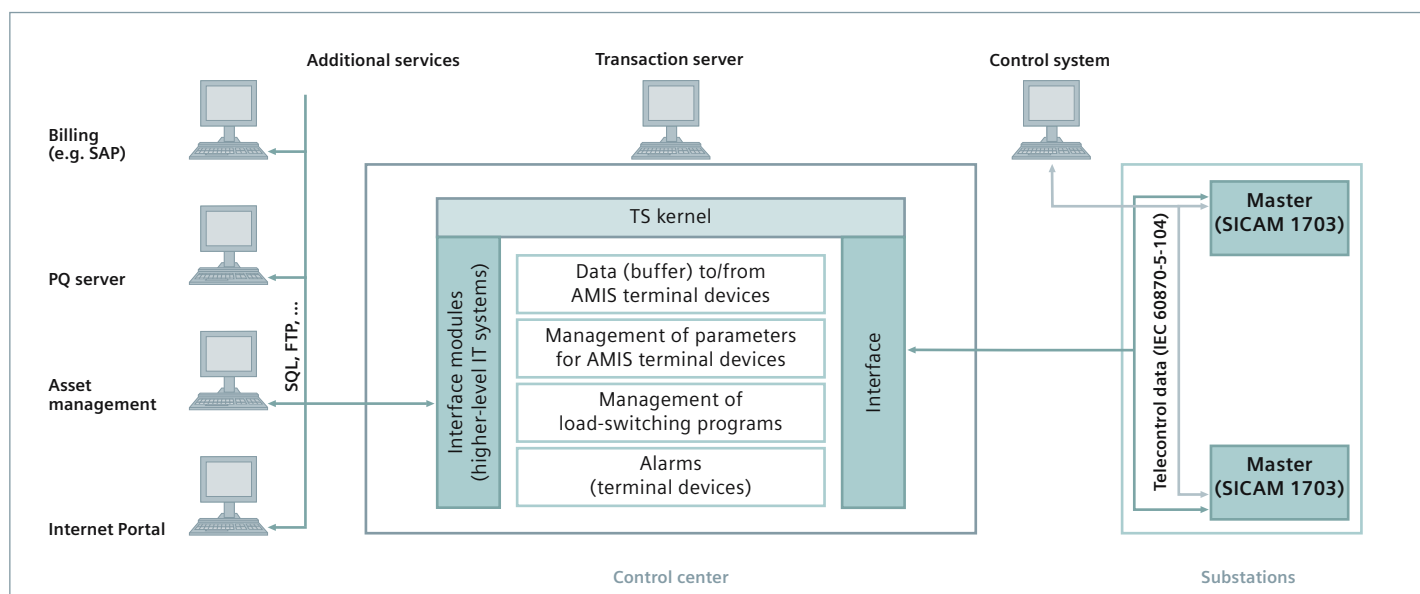 Additional services
Transaction server
Control system
Billing
(e.g. SAP)
PQ server
Asset
management
Internet Portal
SQL, FTP, ...
TS kernel
Interface modules
(higher-level IT systems)
Data (buffer) to/from
AMIS terminal devices
Management of parameters
for AMIS terminal devices
Management of
load-switching programs
Alarms
(terminal devices)
Interface
Telecontrol data (IEC 60870-5-104)
Master
(SICAM 1703)
Master
(SICAM 1703)
Control center
Substations